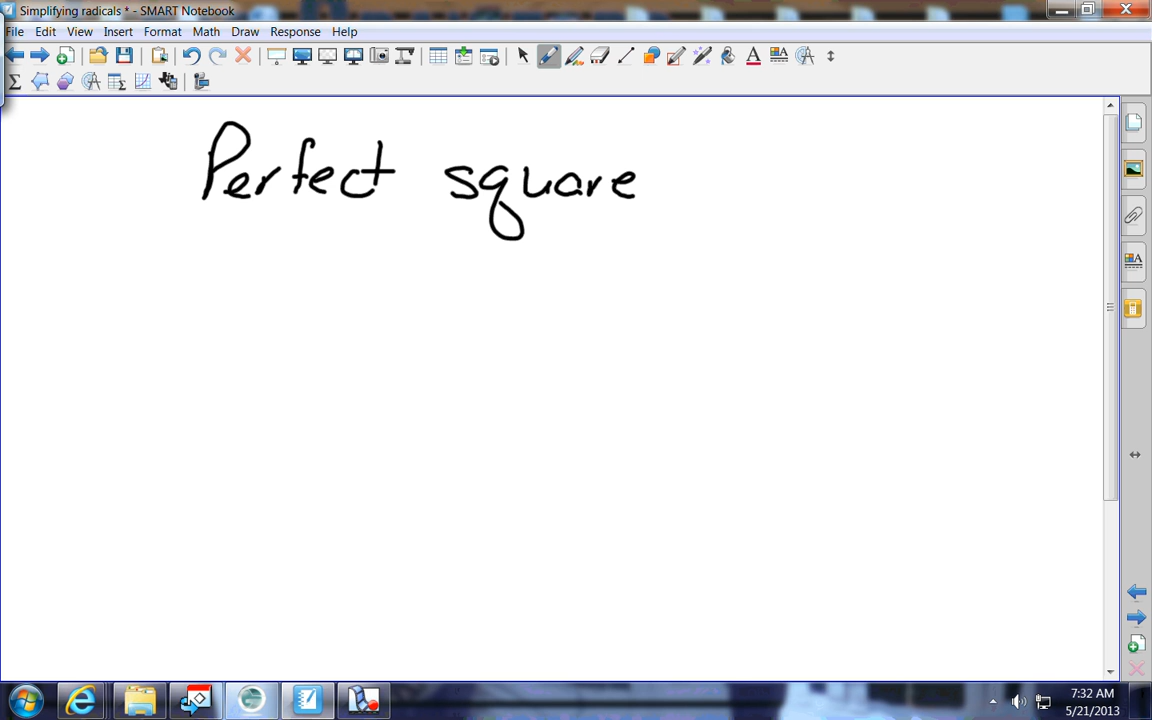 Simplifying radicals * - SMART Notebook
File Edit View Insert Format Math Draw Response Help
Perfect square
7:32 AM
5/21/2013